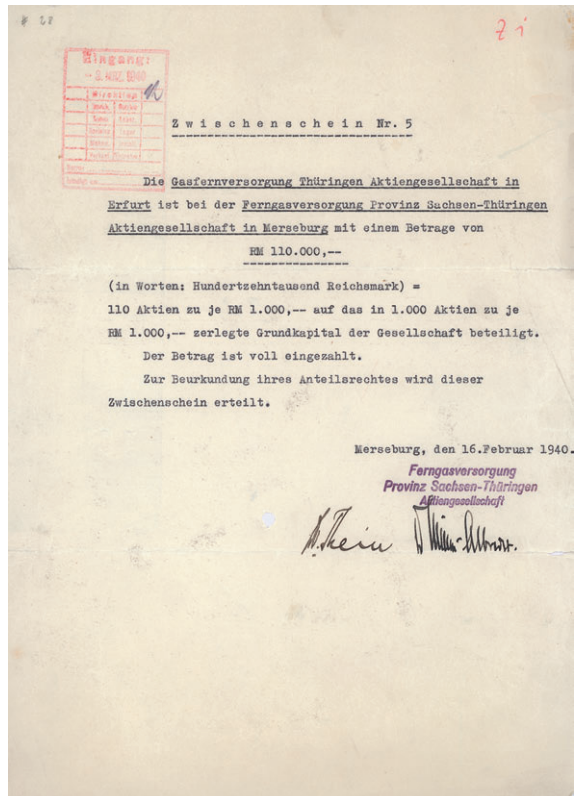 Z i
Eingang:
Zwischenschein Nr. 5
Die Gasfernversorgung Thüringen Aktiengesellschaft in
Erfurt ist bei der Ferngasversorgung Provinz Sachsen-Thüringen
Aktiengesellschaft in Merseburg mit einem Betrage von
RM 110.000,--
(in Worten: Hundertzehntausend Reichsmark) =
110 Aktien zu je RM 1.000,-- auf das in 1.000 Aktien zu je
RM 1.000,-- zerlegte Grundkapital der Gesellschaft beteiligt.
Der Betrag ist voll eingezahlt.
Zur Beurkundung ihres Anteilsrechtes wird dieser
Zwischenschein erteilt.
Merseburg, den 16.Februar 1940.
Ferngasversorgung
Provinz Sachsen-Thüringen
Aktiengesellschaft